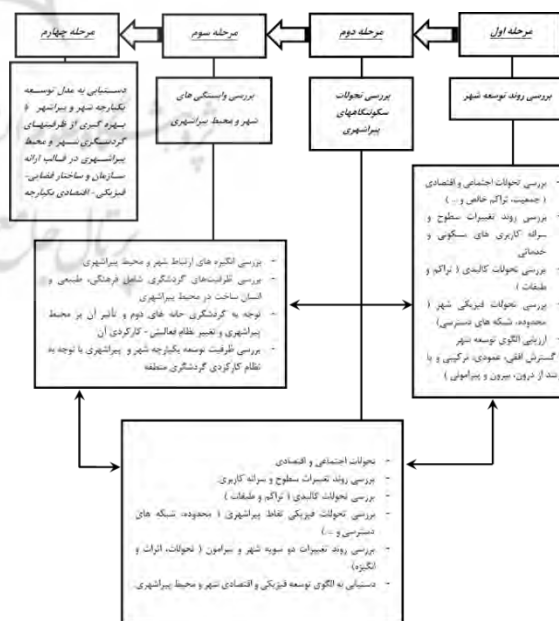 مرحله اول
مرحله دوم
مرحله سوم
مرحله چهارم
بررسی روند توسعه شهر
بررسی تحولات
سکونتگاههای
پیراشهری
بررسی وابستگی های
شهر و محیط پیراشهری
دستیابی به مدل توسعه
یکپارچه شهر و پیراشهر و
بهره گیری از ظرفیتهای
گردشگری شهر و محیط
پیراشهری در قالب ارائه
سازمان و ساختار فضایی-
فیزیکی- اقتصادی یکپارچه
- بررسی تحولات اجتماعی و اقتصادی
( جمعیت، تراکم خالص و ... )
- بررسی روند تغییرات سطوح و
سرانه کاربری های مسکونی و
خدماتی
- بررسی تحولات کالبدی ( تراکم و
طبقات )
- بررسی تحولات فیزیکی شهر (
محدوده، شبکه های دسترسی)
- ارزیابی الگوی توسعه شهر
گسترش افقی، عمودی، ترکیبی و یا
رشد از درون، بیرون و پیرامونی )
- بررسی انگیزه های ارتباط شهر و محیط پیراشهری
- بررسی ظرفیت‌های گردشگری شامل فرهنگی، طبیعی و
انسان ساخت در محیط پیراشهری
- توجه به گردشگری خانه های دوم و تأثیر آن بر محیط
پیراشهری و تغییر نظام فعالیتی - کارکردی آن
- بررسی ظرفیت توسعه یکپارچه شهر و پیراشهری با توجه به
نظام کارکردی گردشگری منطقه
- تحولات اجتماعی و اقتصادی
- بررسی روند تغییرات سطوح و سرانه کاربری
- بررسی تحولات کالبدی ( تراکم و طبقات )
- بررسی تحولات فیزیکی نقاط پیراشهری ( محدوده، شبکه های
دسترسی و ...)
- بررسی روند تغییرات دو سویه شهر و پیرامون ( تحولات، اثرات و
انگیزه)
- دستیابی به الگوی توسعه فیزیکی و اقتصادی شهر و محیط پیراشهری.